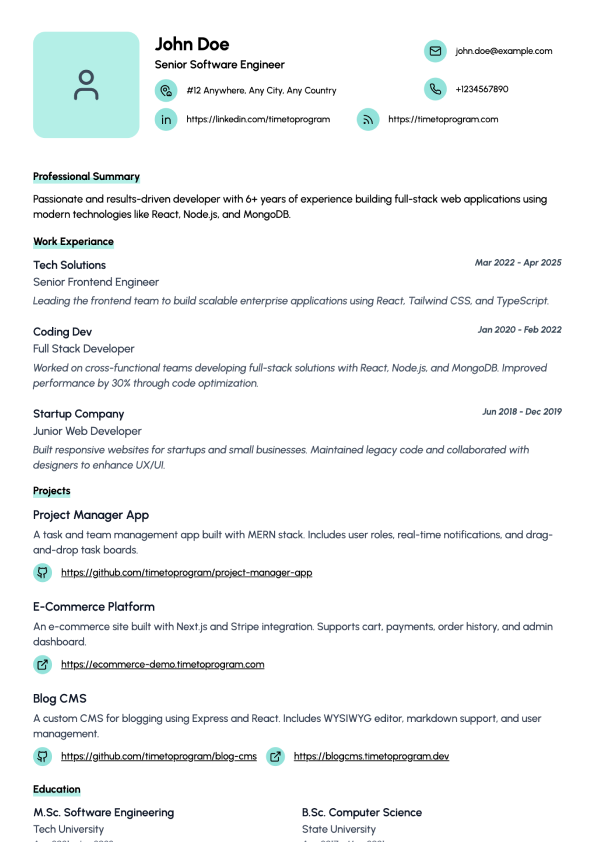 John Doe
Senior Software Engineer
john.doe@example.com
#12 Anywhere, Any City, Any Country
+1234567890
in
https://linkedin.com/timetoprogram
https://timetoprogram.com
Professional Summary
Passionate and results-driven developer with 6+ years of experience building full-stack web applications using
modern technologies like React, Node.js, and MongoDB.
Work Experiance
Tech Solutions
Mar 2022 - Apr 2025
Senior Frontend Engineer
Leading the frontend team to build scalable enterprise applications using React, Tailwind CSS, and TypeScript.
Coding Dev
Jan 2020 - Feb 2022
Full Stack Developer
Worked on cross-functional teams developing full-stack solutions with React, Node.js, and MongoDB. Improved
performance by 30% through code optimization.
Startup Company
Jun 2018 - Dec 2019
Junior Web Developer
Built responsive websites for startups and small businesses. Maintained legacy code and collaborated with
designers to enhance UX/UI.
Projects
Project Manager App
A task and team management app built with MERN stack. Includes user roles, real-time notifications, and drag-
and-drop task boards.
https://github.com/timetoprogram/project-manager-app
E-Commerce Platform
An e-commerce site built with Next.js and Stripe integration. Supports cart, payments, order history, and admin
dashboard.
https://ecommerce-demo.timetoprogram.com
Blog CMS
A custom CMS for blogging using Express and React. Includes WYSIWYG editor, markdown support, and user
management.
https://github.com/timetoprogram/blog-cms
https://blogcms.timetoprogram.dev
Education
M.Sc. Software Engineering
B.Sc. Computer Science
Tech University
State University